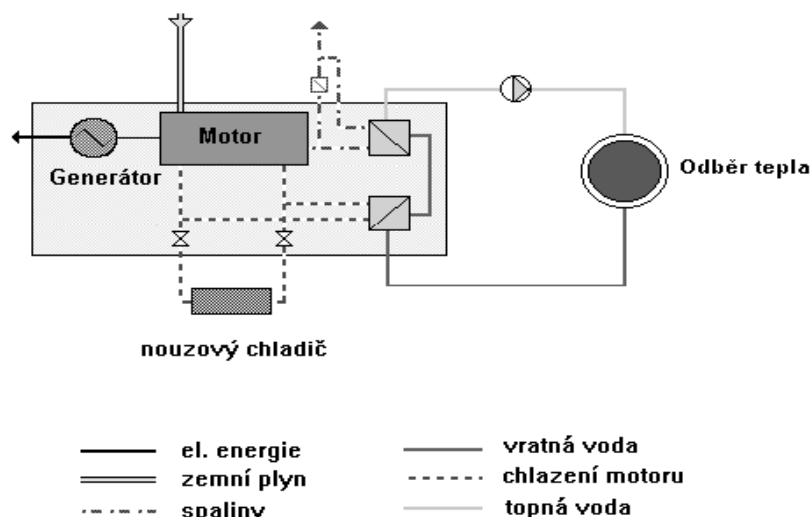 Motor
Generátor
Odběr tepla
nouzový chladič
el. energie
zemní plyn
spaliny
vratná voda
chlazení motoru
topná voda